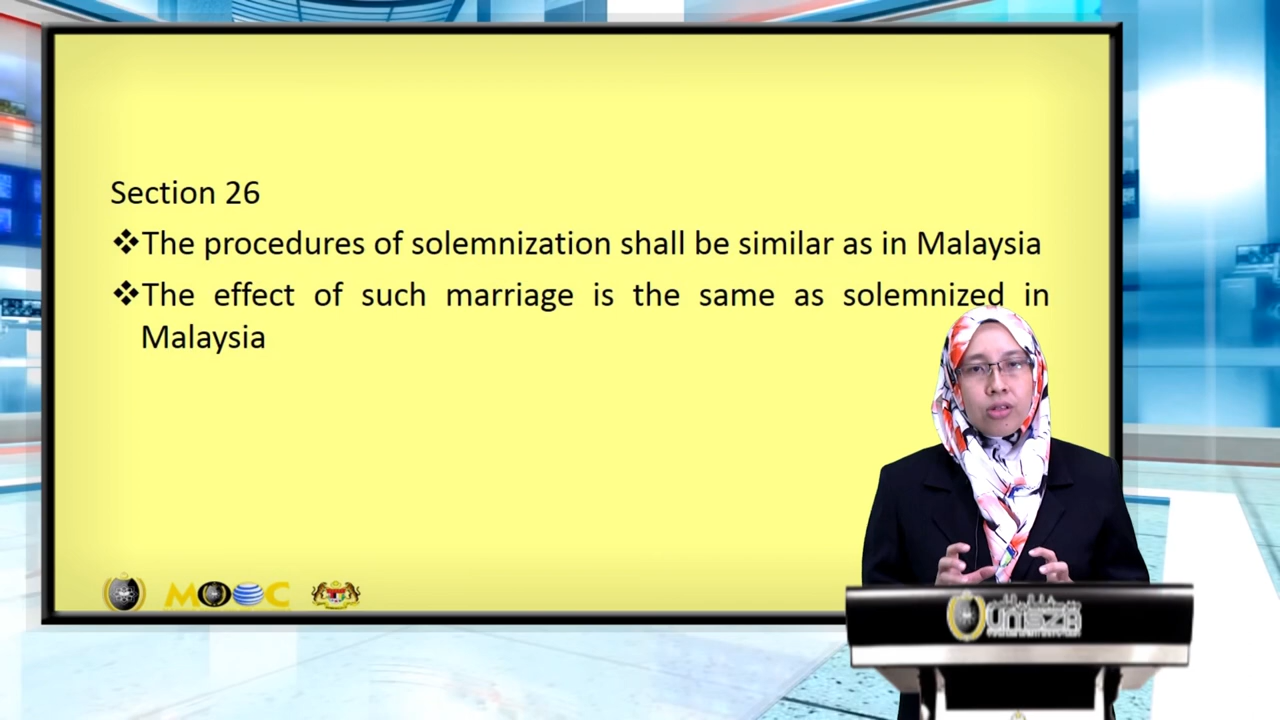 Section 26
❖The procedures of solemnization shall be similar as in Malaysia
❖The effect of such marriage is the same as solemnized in
Malaysia
MOOC
UniSZA